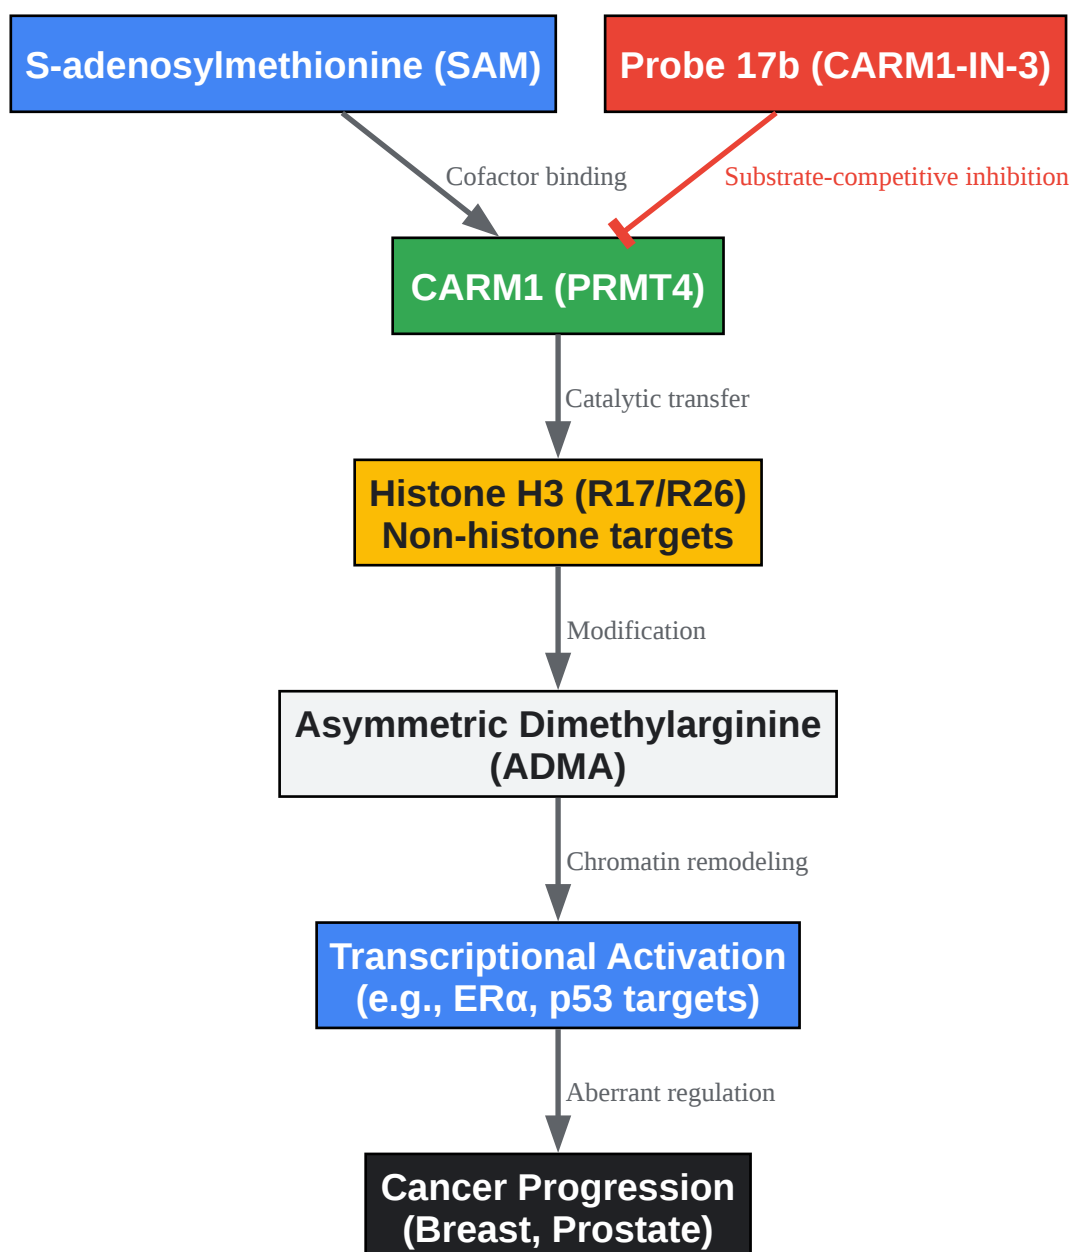 S-adenosylmethionine (SAM)
Probe 17b (CARM1-IN-3)
Cofactor binding
Substrate-competitive inhibition
CARM1 (PRMT4)
Catalytic transfer
Histone H3 (R17/R26)
Non-histone targets
Modification
Asymmetric Dimethylarginine
(ADMA)
Chromatin remodeling
Transcriptional Activation
(e.g., ERα, p53 targets)
Aberrant regulation
Cancer Progression
(Breast, Prostate)